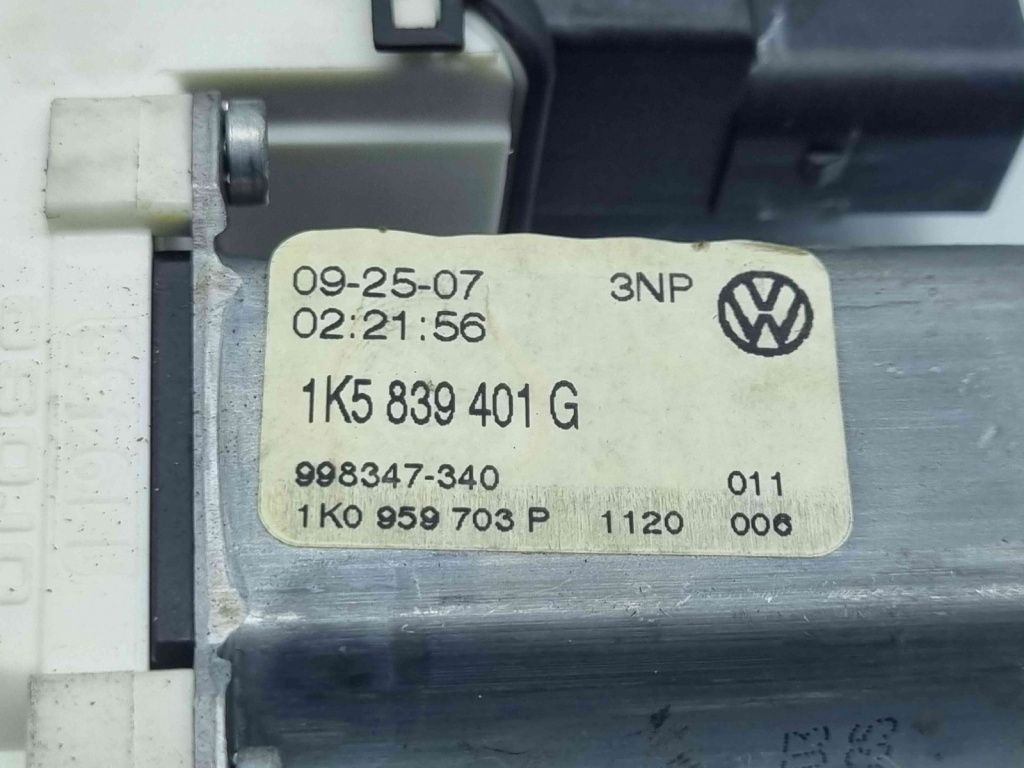 09-25-07 3NP
02:21:56
1K5 839 401 G
998347-340 011
1K0 959 703 P 1120 006